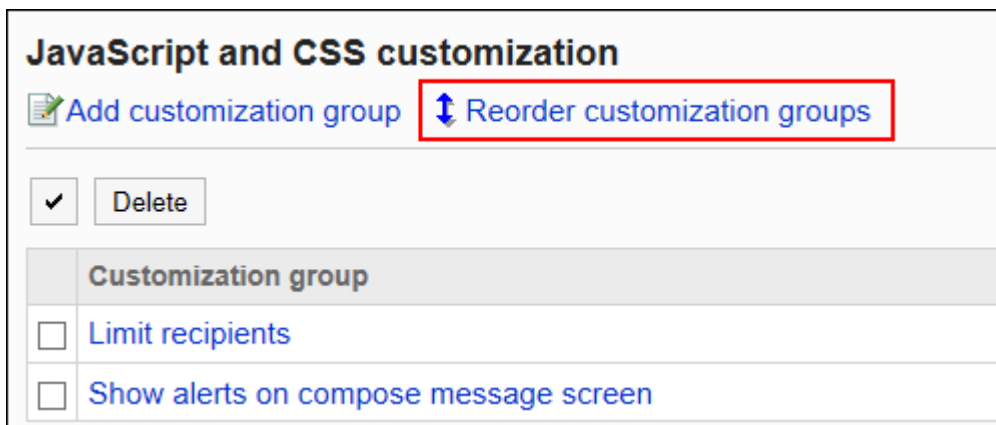 JavaScript and CSS customization
Add customization group Reorder customization groups
Delete
Customization group
Limit recipients
Show alerts on compose message screen